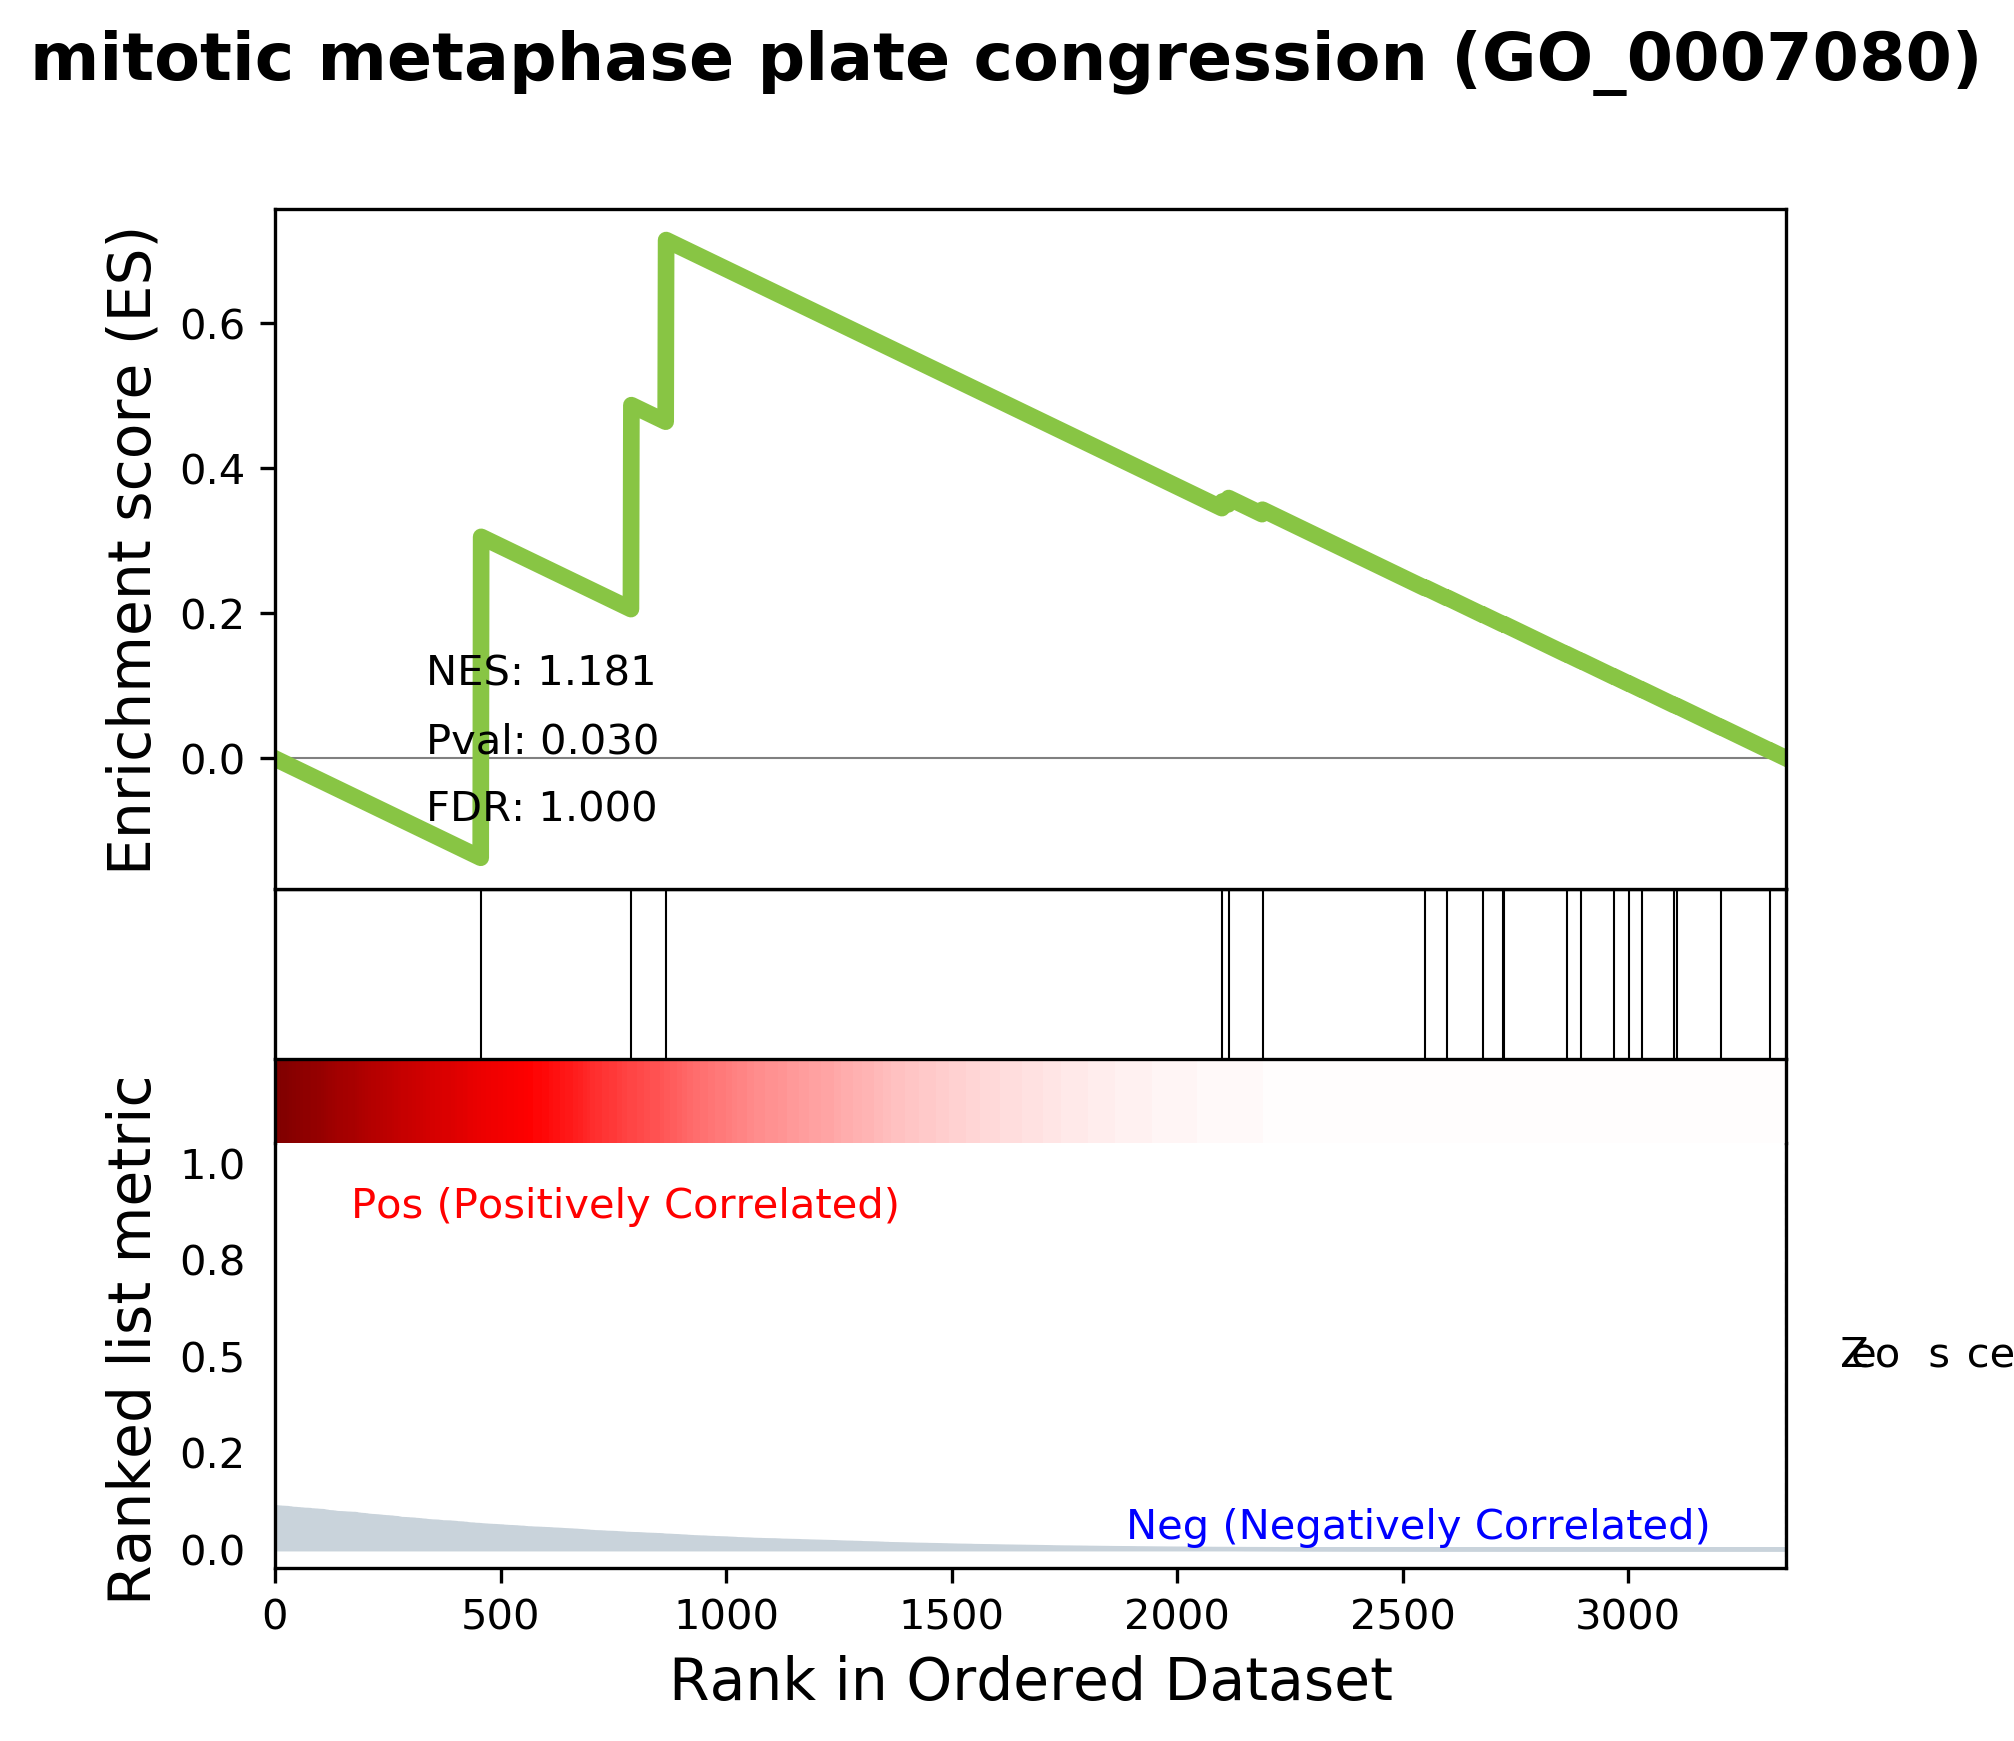 mitotic metaphase plate congression (GO_0007080)
Enrichment score (ES)
0.6
0.4
0.2
0.0
NES: 1.181
Pval: 0.030
FDR: 1.000
Ranked list metric
1.0
0.8
0.5
0.2
0.0
Pos (Positively Correlated)
Neg (Negatively Correlated)
0 500 1000 1500 2000 2500 3000
Rank in Ordered Dataset